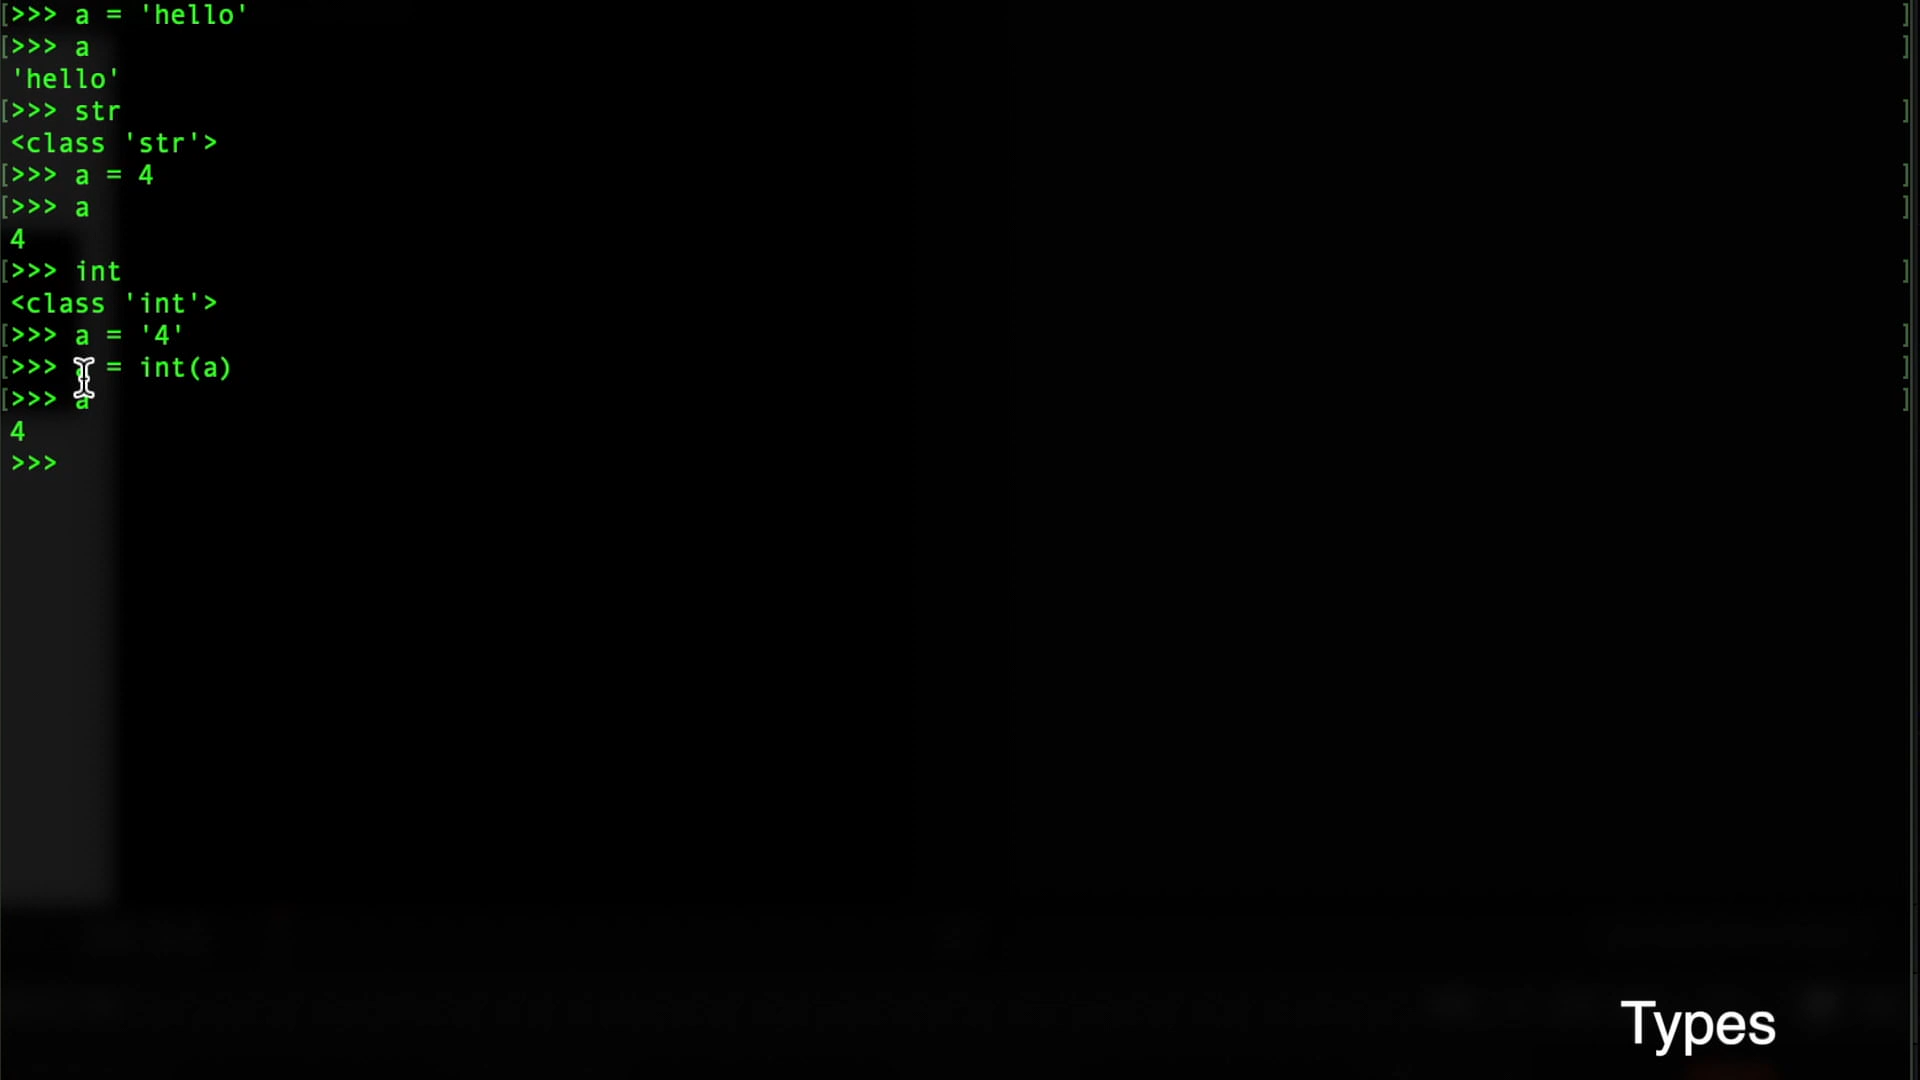 [>>> a = 'hello' ]
[>>> a ]
'hello'
[>>> str ]
<class 'str'>
[>>> a = 4 ]
[>>> a ]
4
[>>> int ]
<class 'int'>
[>>> a = '4' ]
[>>> a = int(a) ]
[>>> a ]
4
>>>
Types